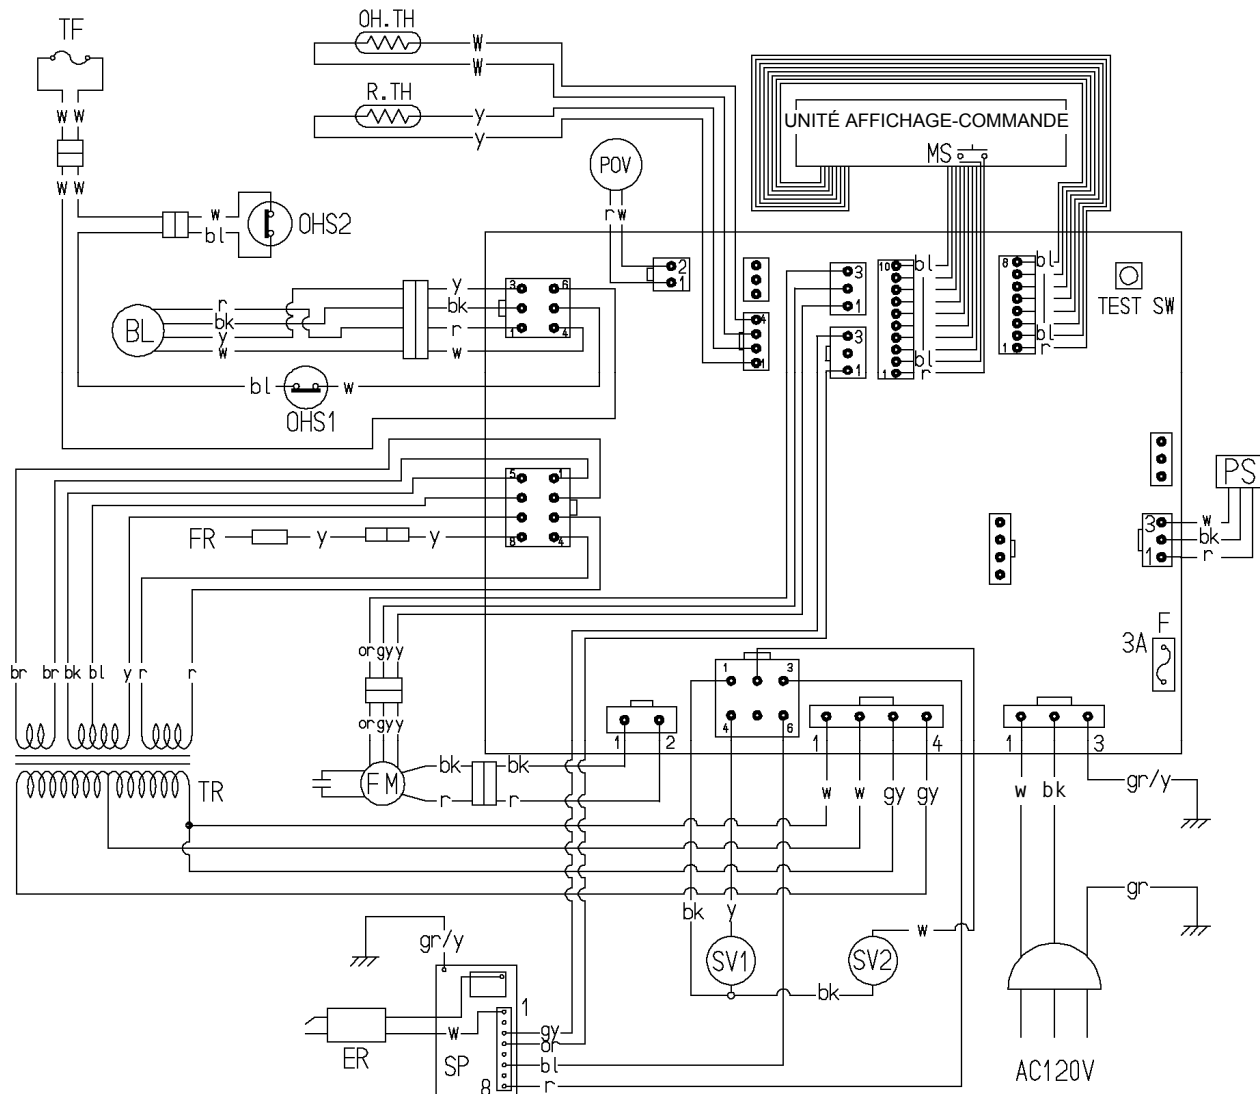 TF
OH.TH
w
w
R.TH
y
y
UNITÉ AFFICHAGE-COMMANDE
MS
POV
r w
w w
w w
w
bl
OHS2
2
1
3
1
10
bl
bl
r
1
8
bl
bl
r
1
TEST SW
y
bk
r
w
3
6
1
4
BL
r
bk
y
w
4
1
3
1
bl
w
OHS1
5
1
8
4
FR
y
y
PS
3
1
w
bk
r
F
3A
br
br
bk
bl
y
r
r
or gy y
or gy y
FM
bk
bk
r
r
1
2
1
3
4
6
1
4
1
3
TR
w
w
gy
gy
w
bk
gr/y
gr
bk
y
w
SV1
SV2
bk
gr/y
ER
w
SP
1
8
gy
or
bl
r
AC120V